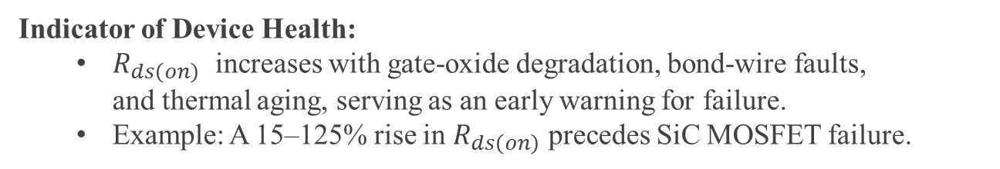 Indicator of Device Health:
• R_ds(on) increases with gate-oxide degradation, bond-wire faults,
and thermal aging, serving as an early warning for failure.
• Example: A 15–125% rise in R_ds(on) precedes SiC MOSFET failure.